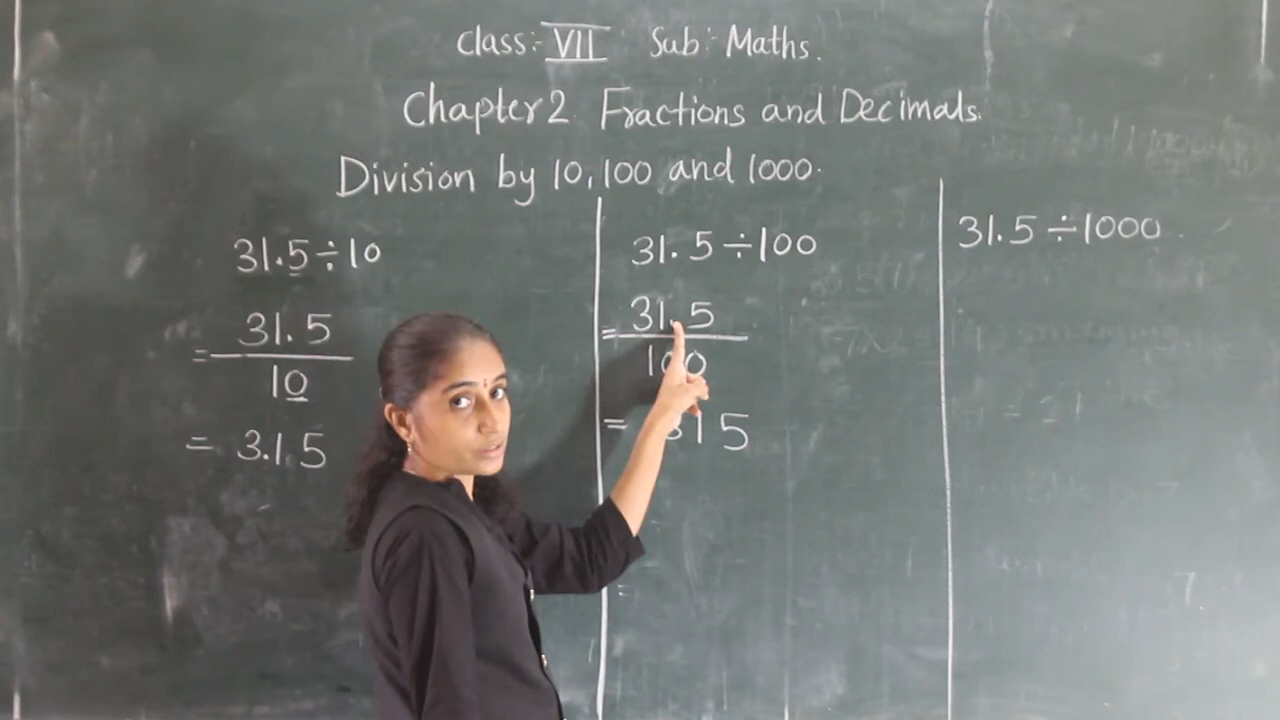 Class:- VII Sub:- Maths.
Chapter 2 Fractions and Decimals.
Division by 10, 100 and 1000.
31.5 ÷ 10
= 31.5
10
= 3.15
31.5 ÷ 100
= 31.5
100
= 315
31.5 ÷ 1000